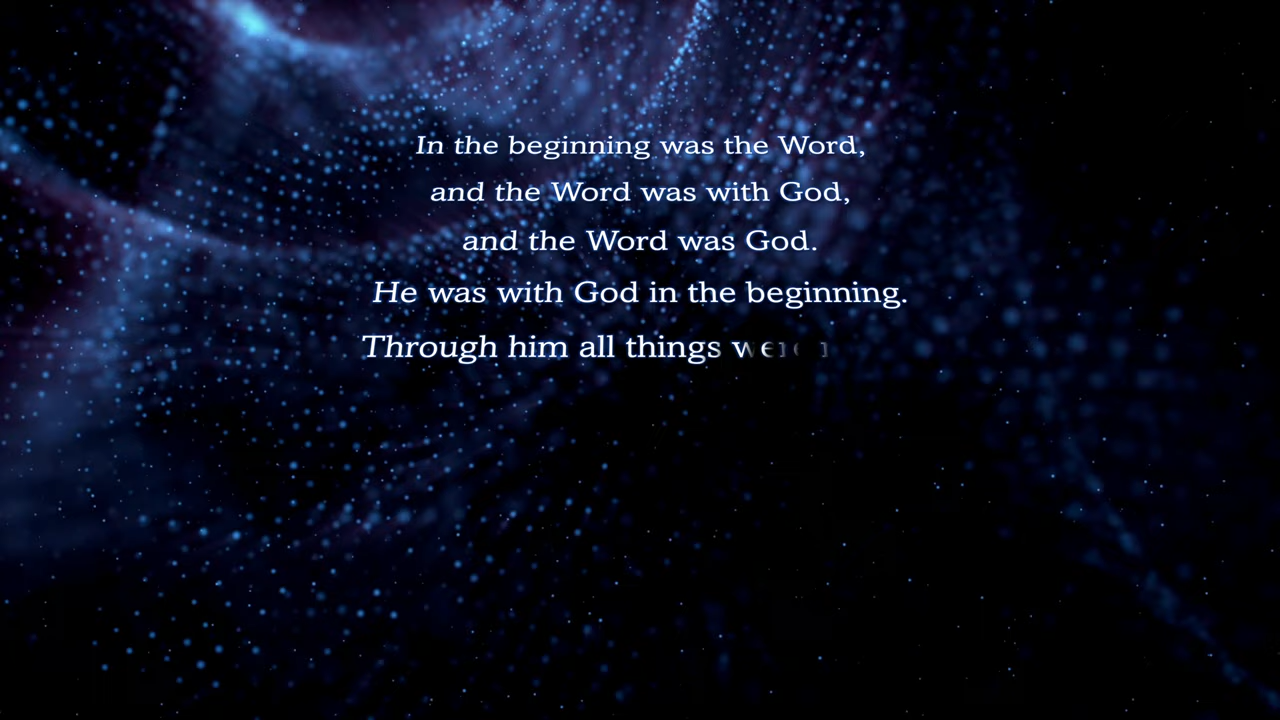 In the beginning was the Word,
and the Word was with God,
and the Word was God.
He was with God in the beginning.
Through him all things were